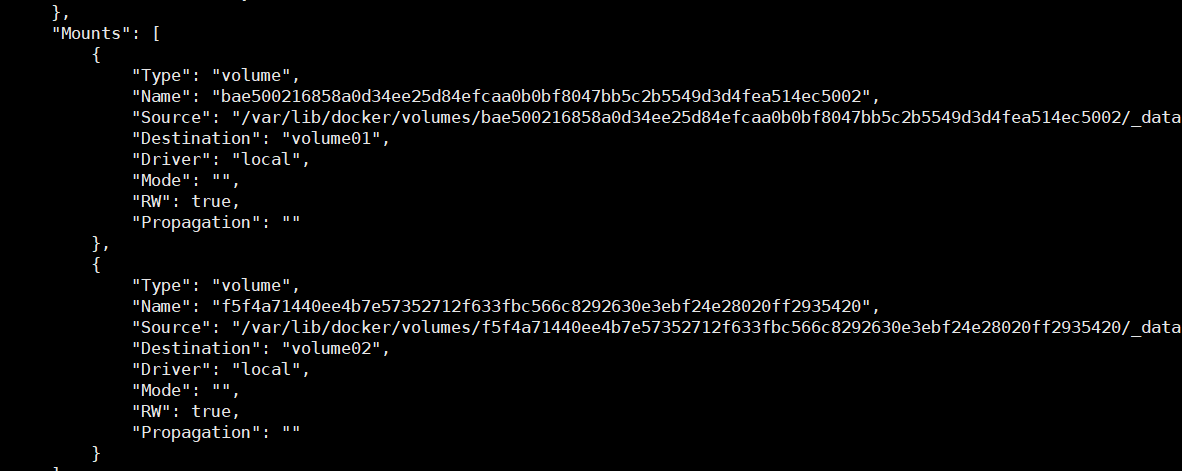 },
"Mounts": [
{
"Type": "volume",
"Name": "bae500216858a0d34ee25d84efcaa0b0bf8047bb5c2b5549d3d4fea514ec5002",
"Source": "/var/lib/docker/volumes/bae500216858a0d34ee25d84efcaa0b0bf8047bb5c2b5549d3d4fea514ec5002/_data
"Destination": "volume01",
"Driver": "local",
"Mode": "",
"RW": true,
"Propagation": ""
},
{
"Type": "volume",
"Name": "f5f4a71440ee4b7e57352712f633fbc566c8292630e3ebf24e28020ff2935420",
"Source": "/var/lib/docker/volumes/f5f4a71440ee4b7e57352712f633fbc566c8292630e3ebf24e28020ff2935420/_data
"Destination": "volume02",
"Driver": "local",
"Mode": "",
"RW": true,
"Propagation": ""
}